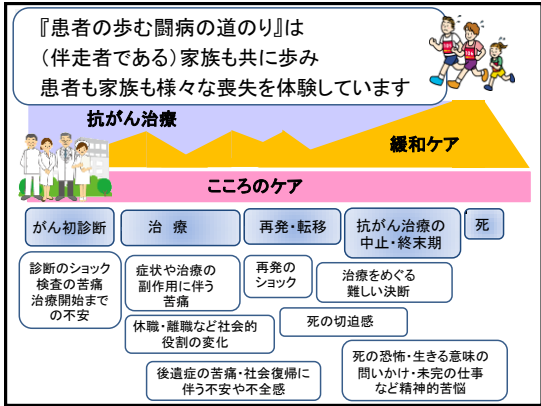 『患者の歩む闘病の道のり』は
（伴走者である）家族も共に歩み
患者も家族も様々な喪失を体験しています
抗がん治療
緩和ケア
こころのケア
がん初診断
治 療
再発・転移
抗がん治療の
中止・終末期
死
診断のショック
検査の苦痛
治療開始まで
の不安
症状や治療の
副作用に伴う
苦痛
再発の
ショック
治療をめぐる
難しい決断
休職・離職など社会的
役割の変化
死の切迫感
後遺症の苦痛・社会復帰に
伴う不安や不全感
死の恐怖・生きる意味の
問いかけ・未完の仕事
など精神的苦悩